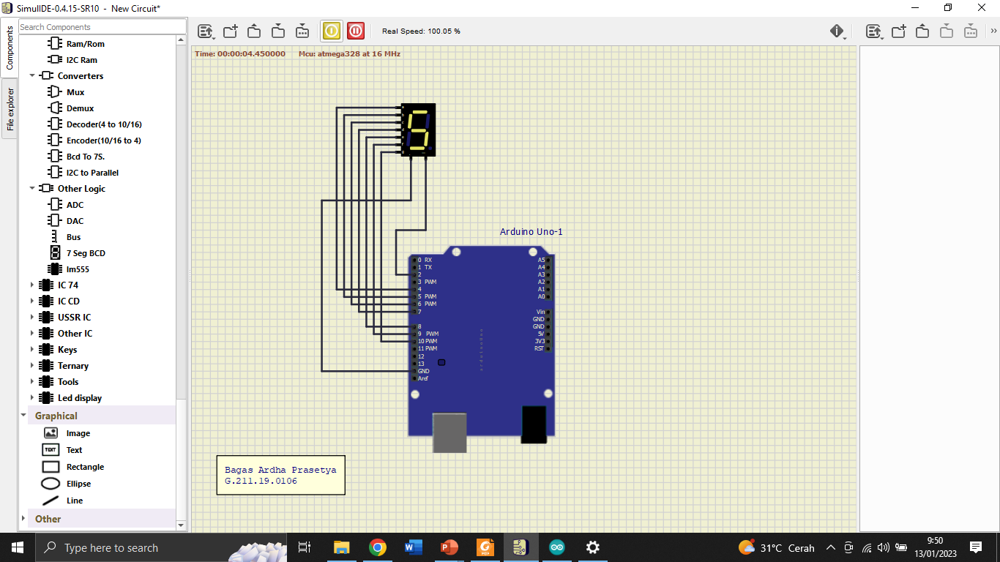 SimulIDE-0.4.15-SR10 - New Circuit*
Components
File explorer
Search Components
Ram/Rom
I2C Ram
Converters
Mux
Demux
Decoder(4 to 10/16)
Encoder(10/16 to 4)
Bcd To 7S.
I2C to Parallel
Other Logic
ADC
DAC
Bus
7 Seg BCD
lm555
IC 74
IC CD
USSR IC
Other IC
Keys
Ternary
Tools
Led display
Graphical
Image
TEXT Text
Rectangle
Ellipse
Line
Other
Real Speed: 100.05 %
»
Time: 00:00:04.450000 Mcu: atmega328 at 16 MHz
5
Arduino Uno-1
0 RX
1 TX
2
3 PWM
4
5 PWM
6 PWM
7
8
9 PWM
10 PWM
11 PWM
12
13
GND
Aref
A5
A4
A3
A2
A1
A0
Vin
GND
GND
5V
3V3
RST
Bagas Ardha Prasetya
G.211.19.0106
Type here to search
31°C Cerah
9:50
13/01/2023